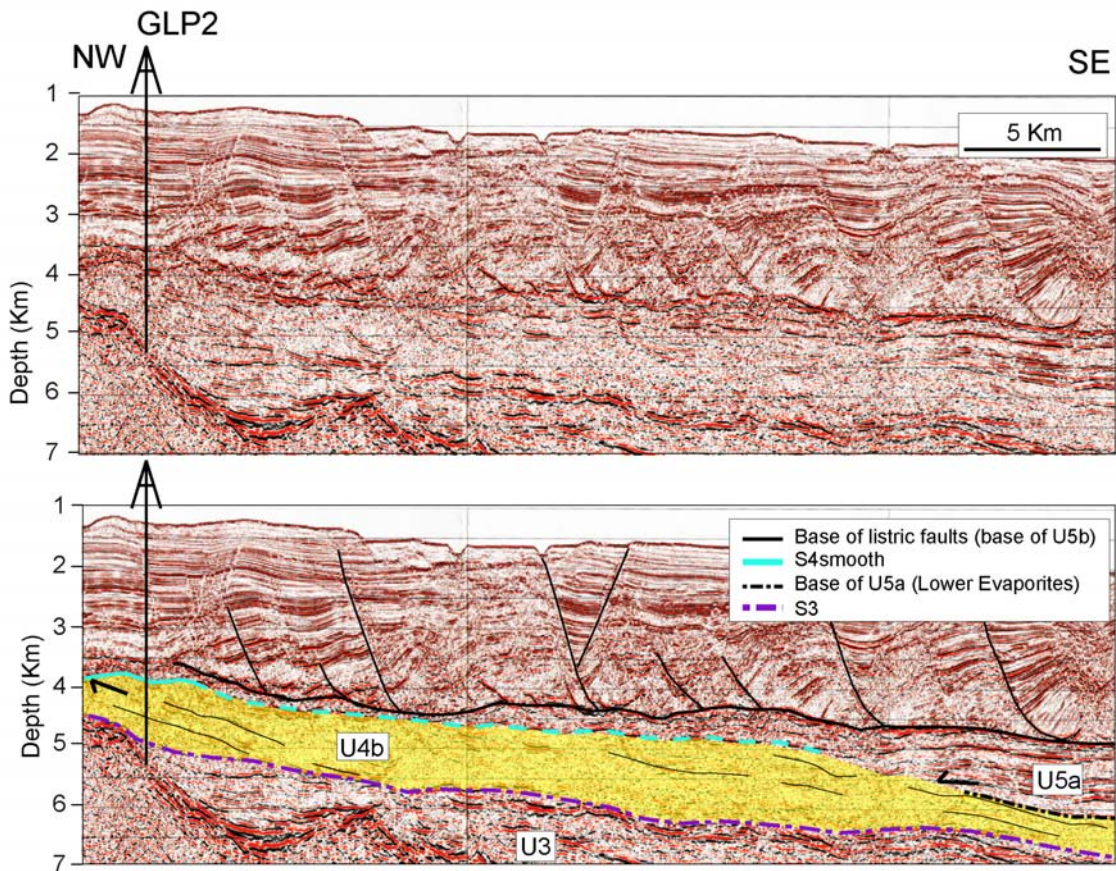 GLP2
NW
SE
1
2
3
4
5
6
7
Depth (Km)
5 Km
1
2
3
4
5
6
7
Depth (Km)
Base of listric faults (base of U5b)
S4smooth
Base of U5a (Lower Evaporites)
S3
U4b
U5a
U3